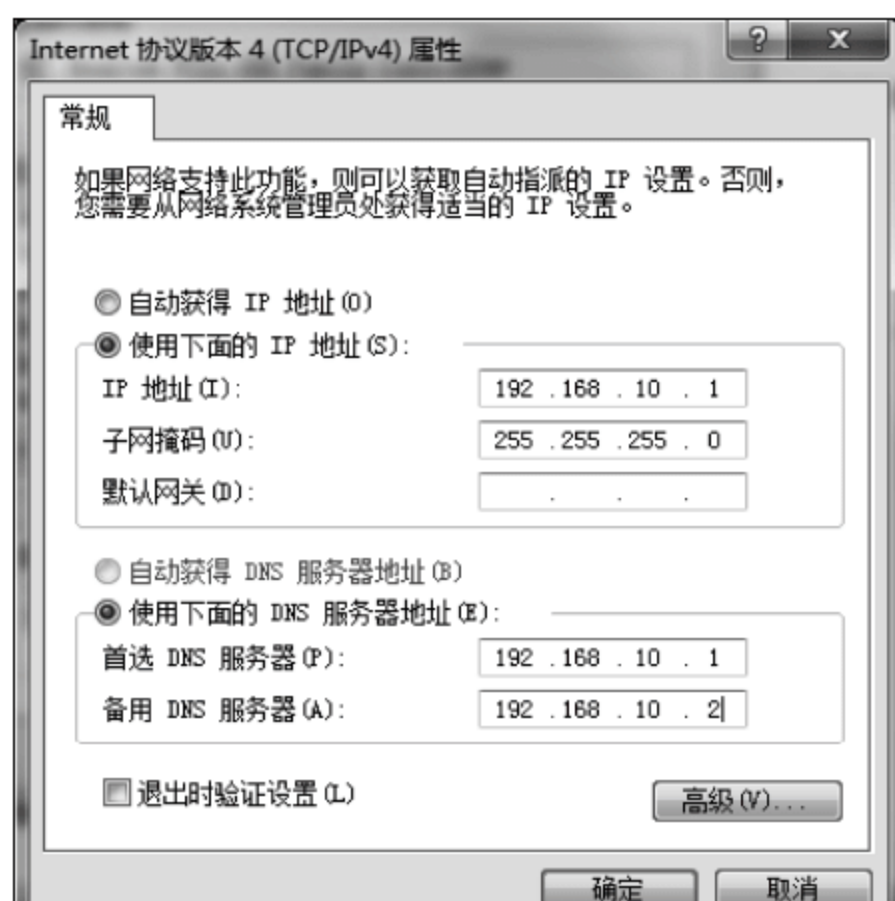 Internet 协议版本 4 (TCP/IPv4) 属性
常规
如果网络支持此功能，则可以获取自动指派的 IP 设置。否则，
您需要从网络系统管理员处获得适当的 IP 设置。
自动获得 IP 地址(O)
使用下面的 IP 地址(S):
IP 地址(I): 192 .168 . 10 . 1
子网掩码(U): 255 .255 .255 . 0
默认网关(D): . . .
自动获得 DNS 服务器地址(B)
使用下面的 DNS 服务器地址(E):
首选 DNS 服务器(P): 192 .168 . 10 . 1
备用 DNS 服务器(A): 192 .168 . 10 . 2
退出时验证设置(L)
高级(V)...
确定 取消